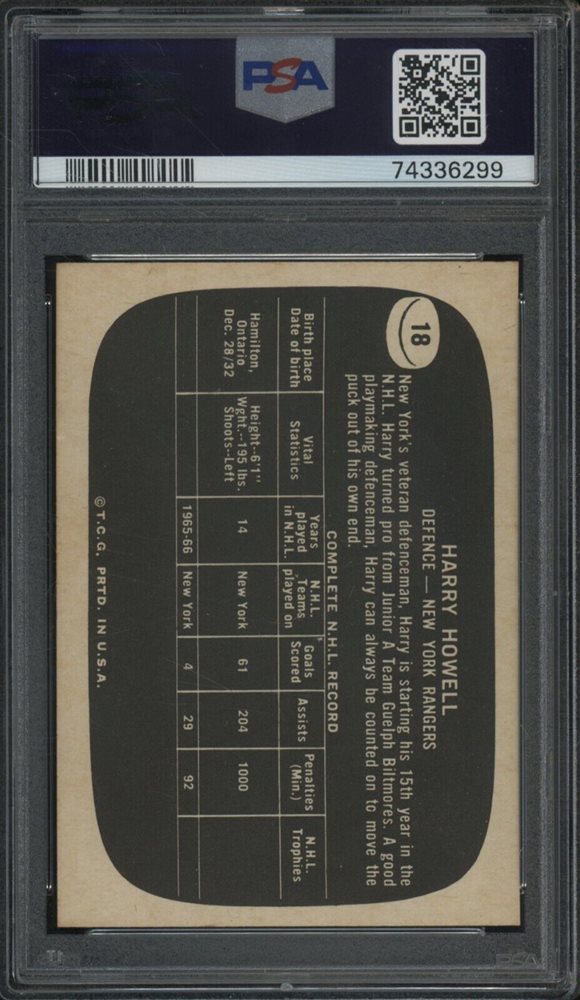 PSA
74336299
18
HARRY HOWELL
DEFENCE — NEW YORK RANGERS
New York's veteran defenceman, Harry is starting his 15th year in the
N.H.L. Harry turned pro from Junior A Team Guelph Biltmores. A good
playmaking defenceman, Harry can always be counted on to move the
puck out of his own end.
COMPLETE N.H.L. RECORD
Birth place Date of birth | Vital Statistics | Years played in N.H.L. | N.H.L. Teams played on | Goals Scored | Assists | Penalties (Min.) | N.H.L. Trophies
Hamilton, Ontario Dec. 28/32 | Height--6'1" Wght.--195 lbs. Shoots--Left | 14 | New York | 61 | 204 | 1000
1965-66 | New York | 4 | 29 | 92
© T.C.G. PRTD. IN U.S.A.
PSA